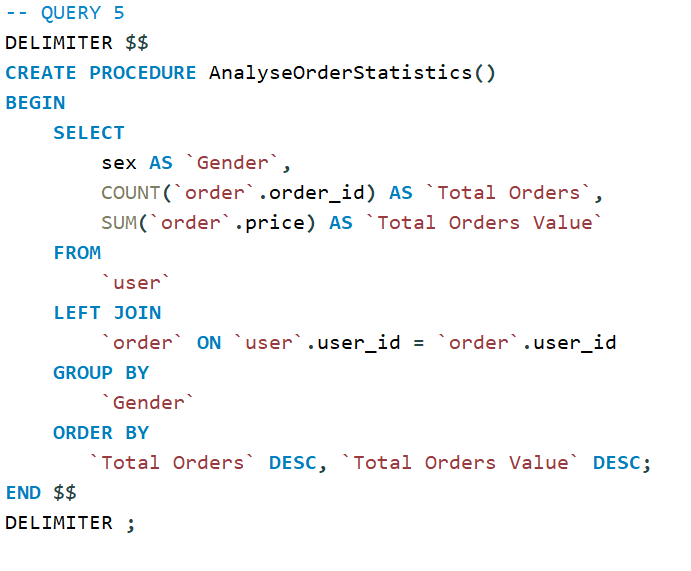 -- QUERY 5
DELIMITER $$
CREATE PROCEDURE AnalyseOrderStatistics()
BEGIN
    SELECT
        sex AS `Gender`,
        COUNT(`order`.order_id) AS `Total Orders`,
        SUM(`order`.price) AS `Total Orders Value`
    FROM
        `user`
    LEFT JOIN
        `order` ON `user`.user_id = `order`.user_id
    GROUP BY
        `Gender`
    ORDER BY
       `Total Orders` DESC, `Total Orders Value` DESC;
END $$
DELIMITER ;